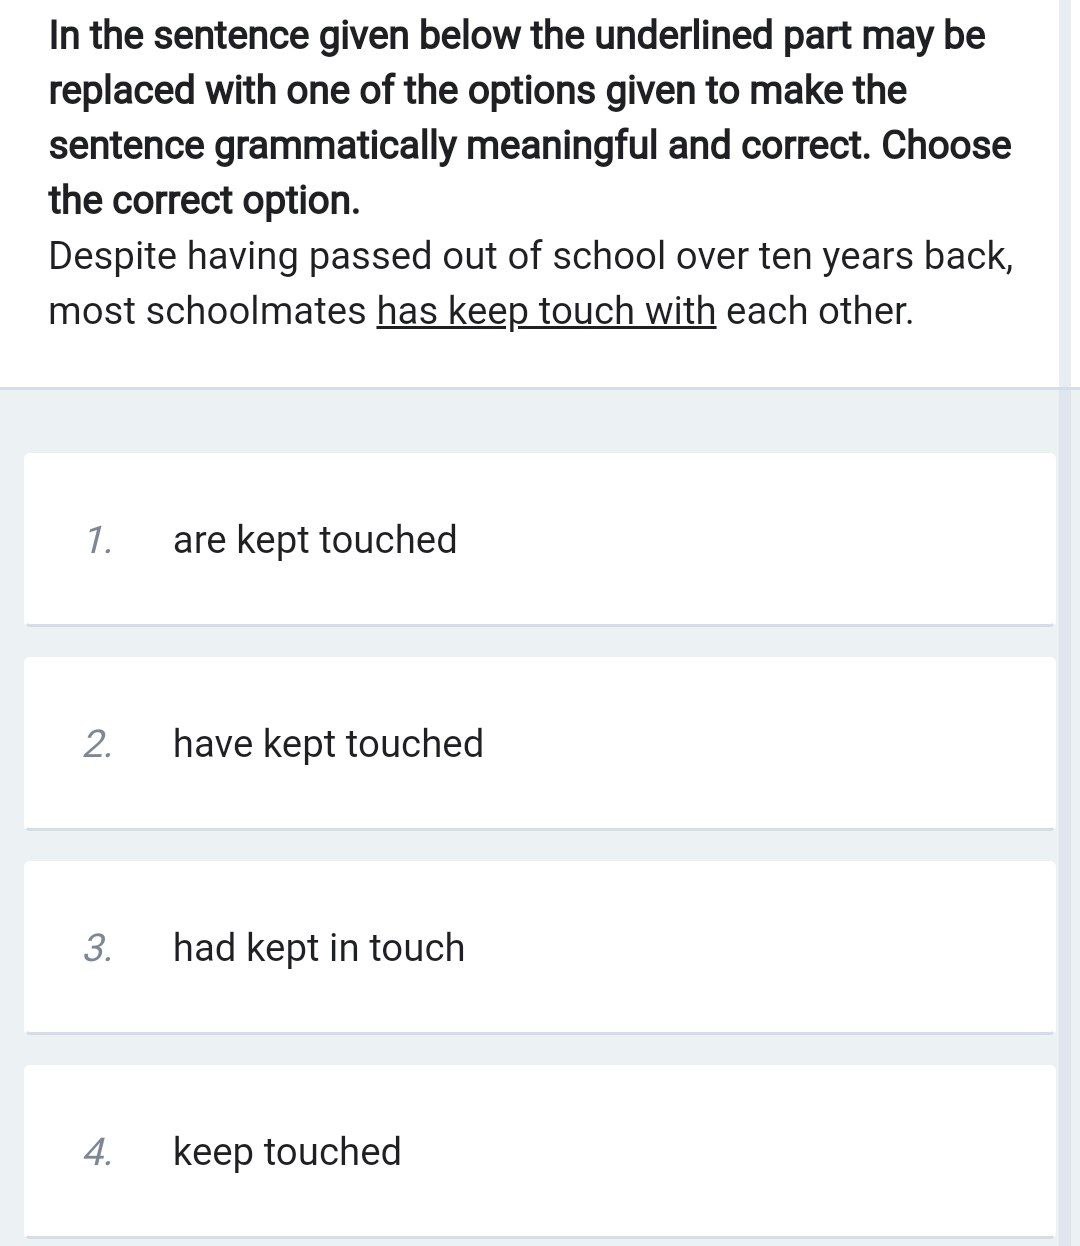 In the sentence given below the underlined part may be
replaced with one of the options given to make the
sentence grammatically meaningful and correct. Choose
the correct option.
Despite having passed out of school over ten years back,
most schoolmates has keep touch with each other.
1. are kept touched
2. have kept touched
3. had kept in touch
4. keep touched